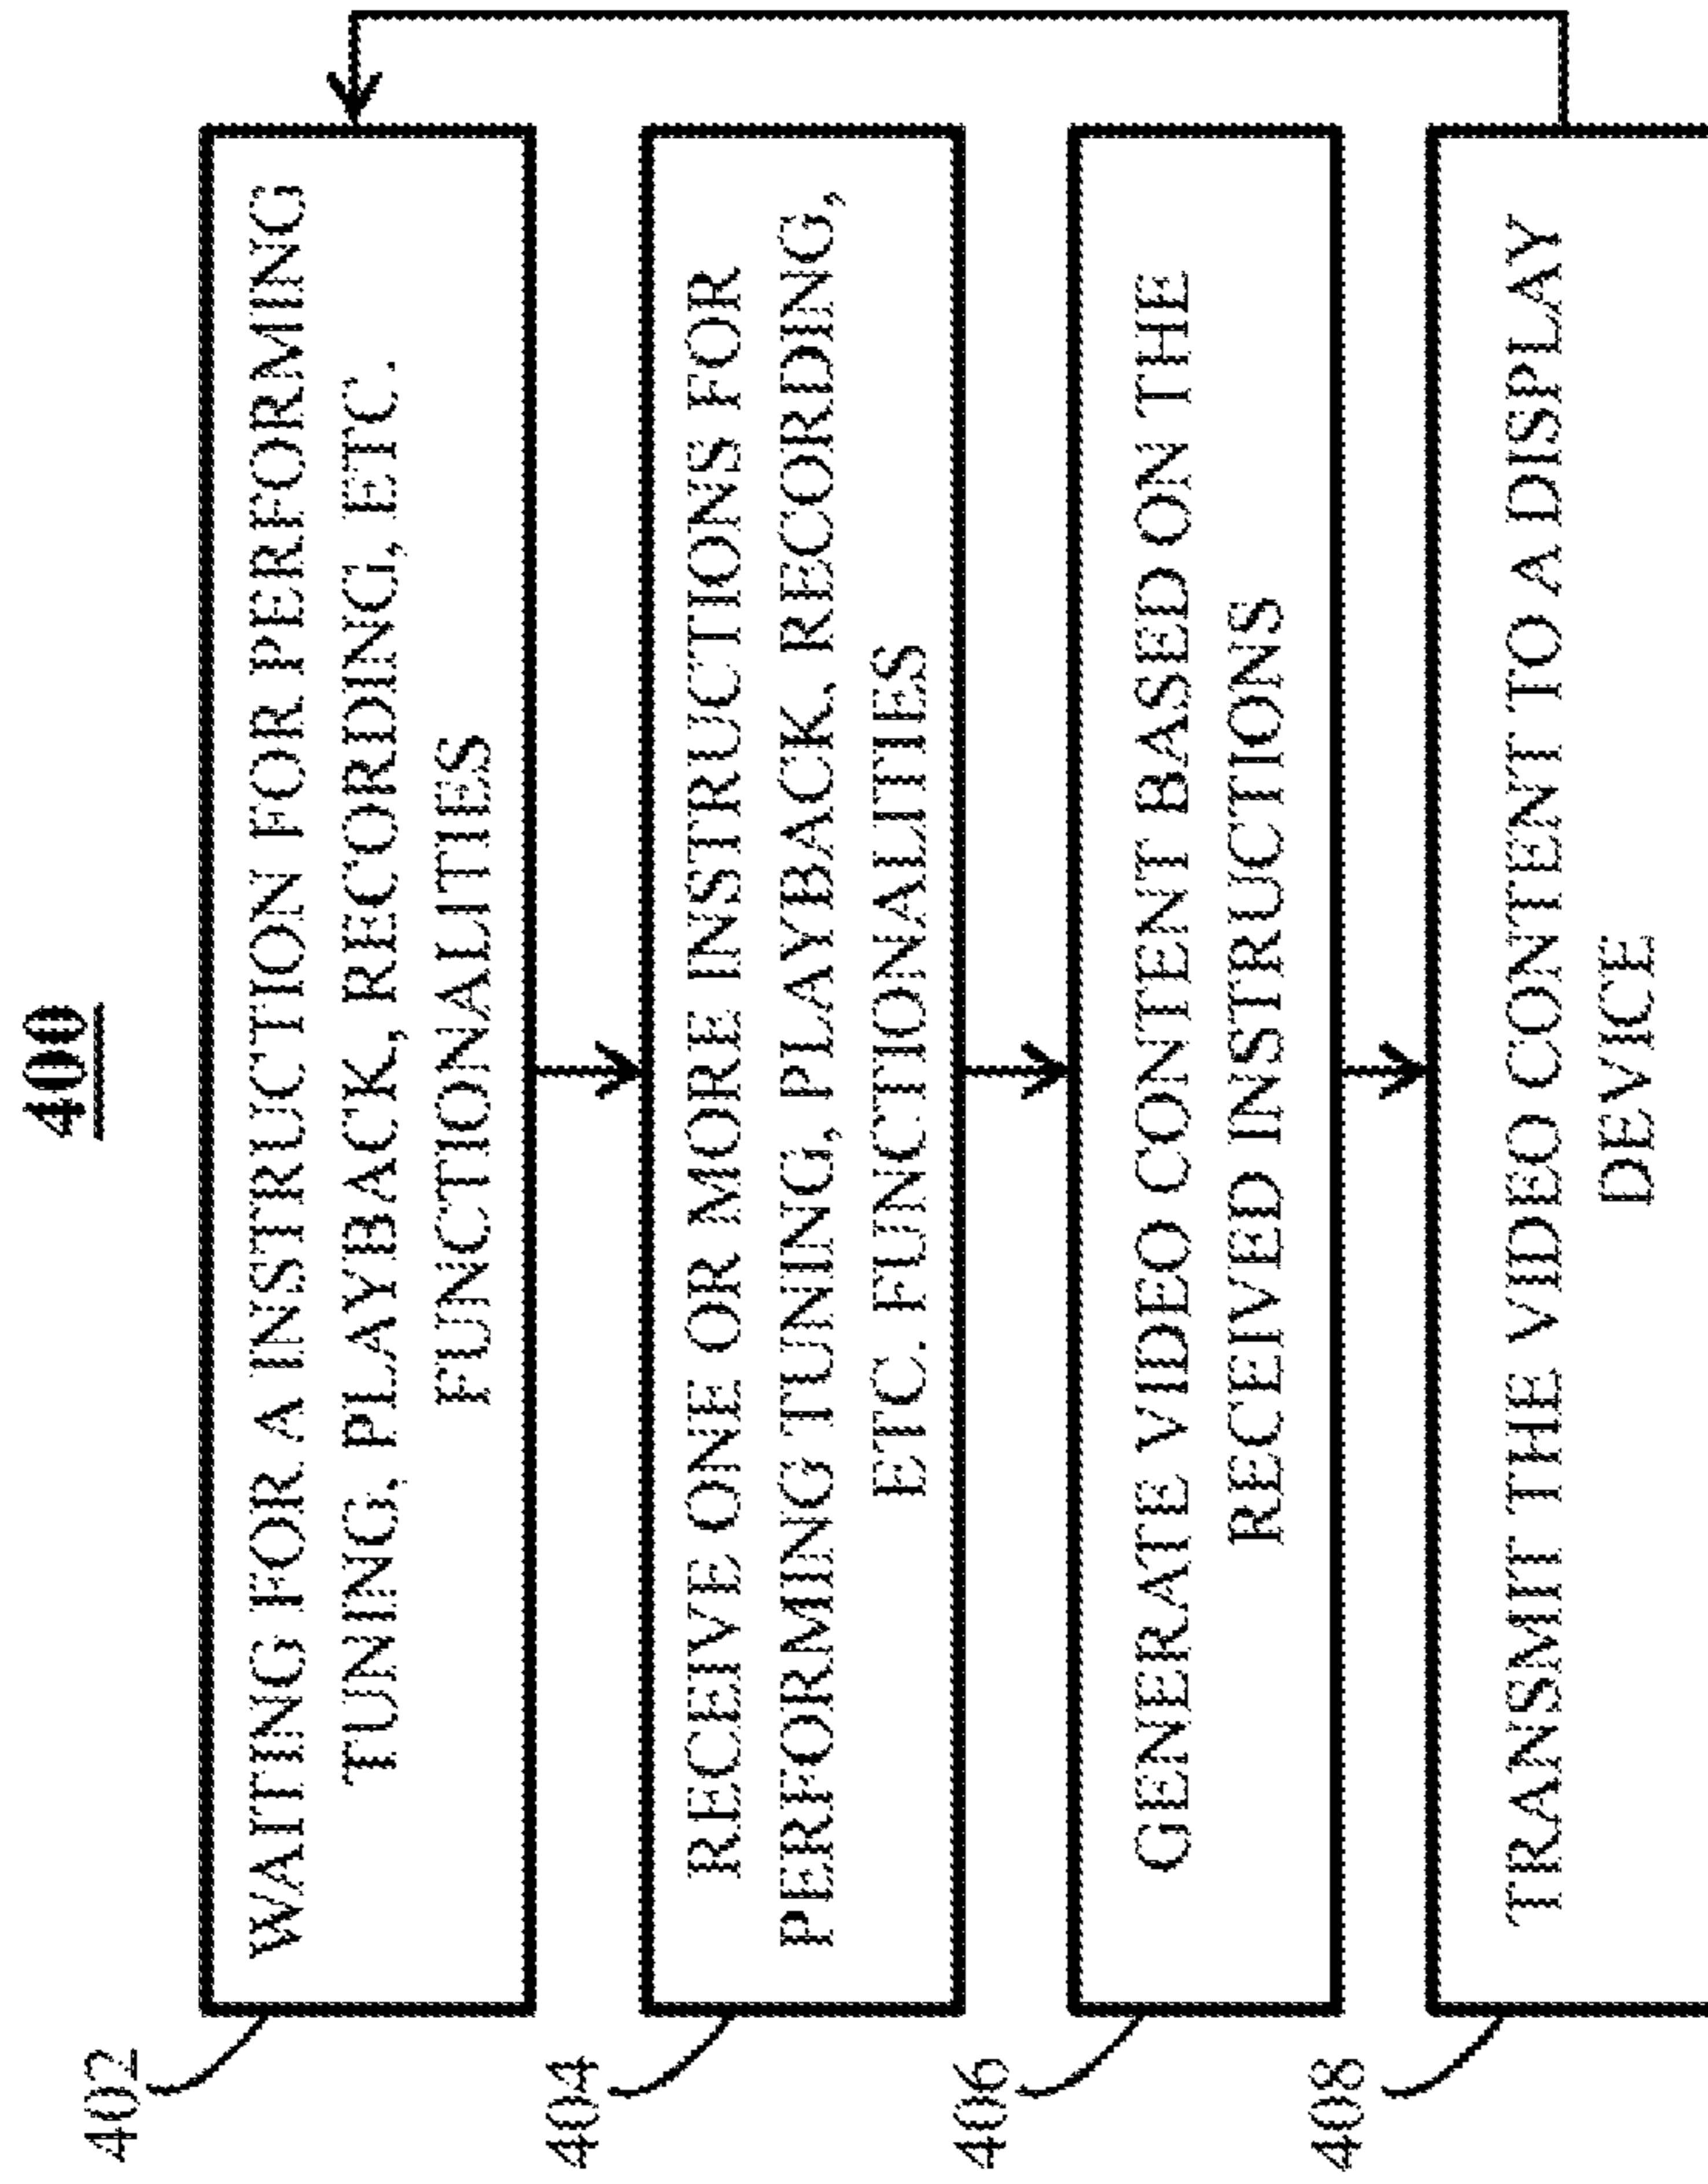 400
402
WAITING FOR A INSTRUCTION FOR PERFORMING
TUNING, PLAYBACK, RECORDING, ETC.
FUNCTIONALITIES
404
RECEIVE ONE OR MORE INSTRUCTIONS FOR
PERFORMING TUNING, PLAYBACK, RECORDING,
ETC. FUNCTIONALITIES
406
GENERATE VIDEO CONTENT BASED ON THE
RECEIVED INSTRUCTIONS
408
TRANSMIT THE VIDEO CONTENT TO A DISPLAY
DEVICE